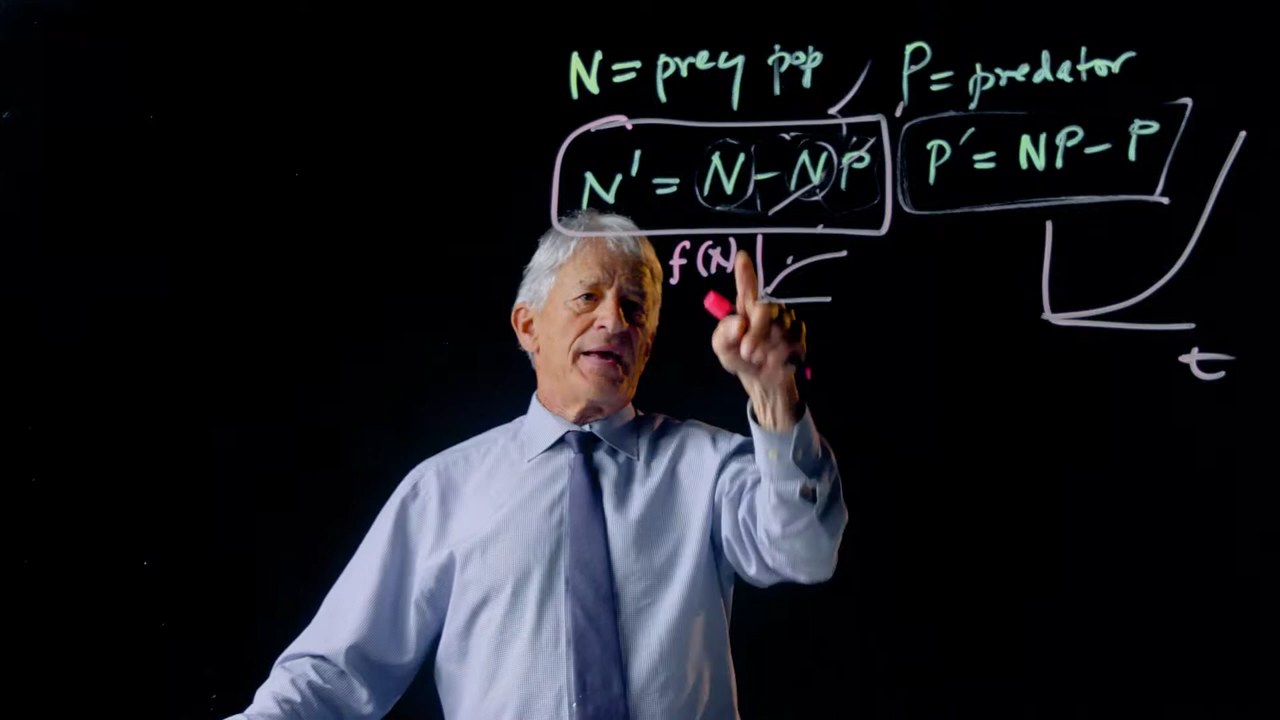 N = prey pop P = predator
N' = N - NP P' = NP - P
f(N)
t